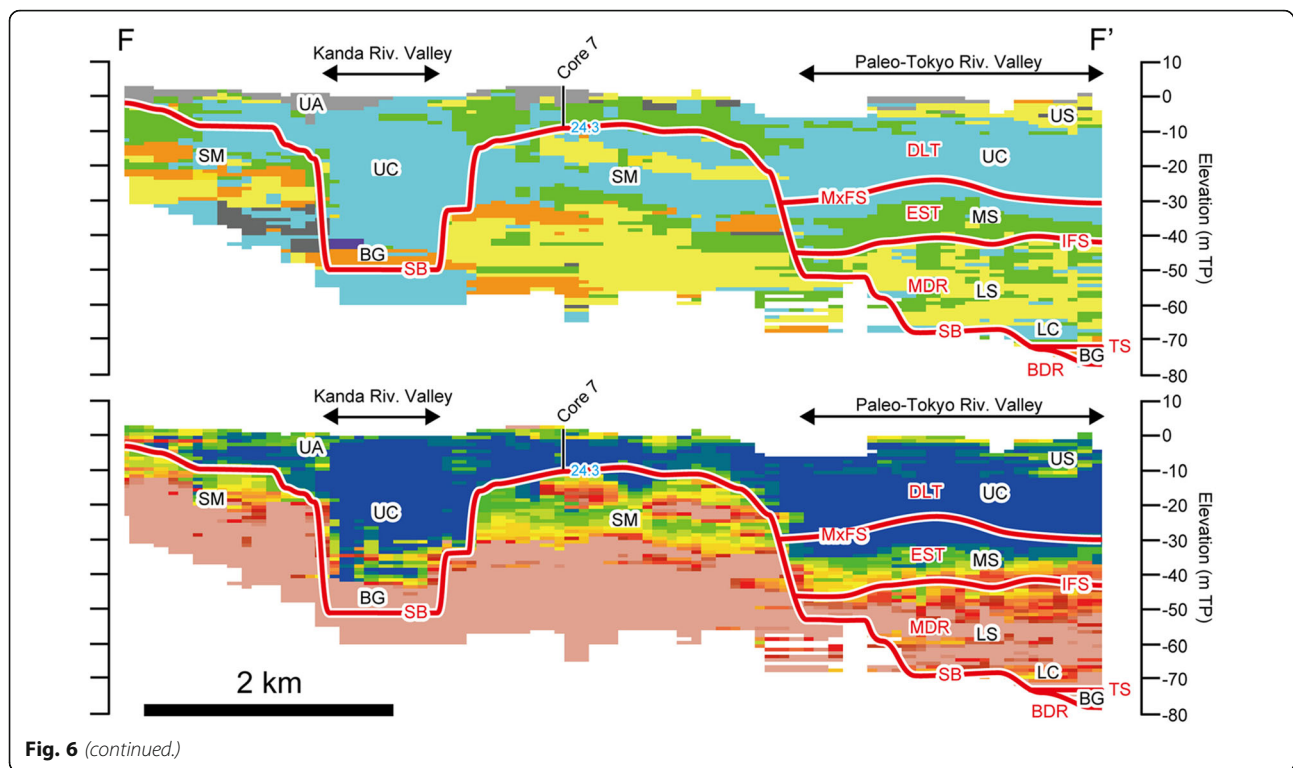 F
F'
Kanda Riv. Valley
Core 7
Paleo-Tokyo Riv. Valley
10
0
-10
-20
-30
-40
-50
-60
-70
-80
Elevation (m TP)
UA
US
24.3
SM
UC
SM
DLT
UC
MxFS
EST
MS
BG
SB
IFS
MDR
LS
SB
LC
TS
BG
BDR
Kanda Riv. Valley
Core 7
Paleo-Tokyo Riv. Valley
10
0
-10
-20
-30
-40
-50
-60
-70
-80
Elevation (m TP)
UA
US
24.3
SM
UC
SM
DLT
UC
MxFS
EST
MS
BG
SB
IFS
MDR
LS
SB
LC
TS
BG
BDR
2 km
Fig. 6 (continued.)